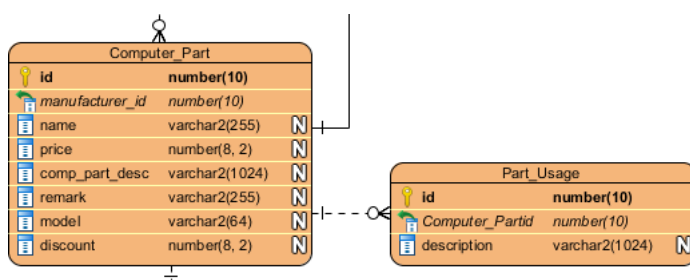 Computer_Part
id number(10)
manufacturer_id number(10)
name varchar2(255) N
price number(8, 2) N
comp_part_desc varchar2(1024) N
remark varchar2(255) N
model varchar2(64) N
discount number(8, 2) N
Part_Usage
id number(10)
Computer_Partid number(10)
description varchar2(1024) N